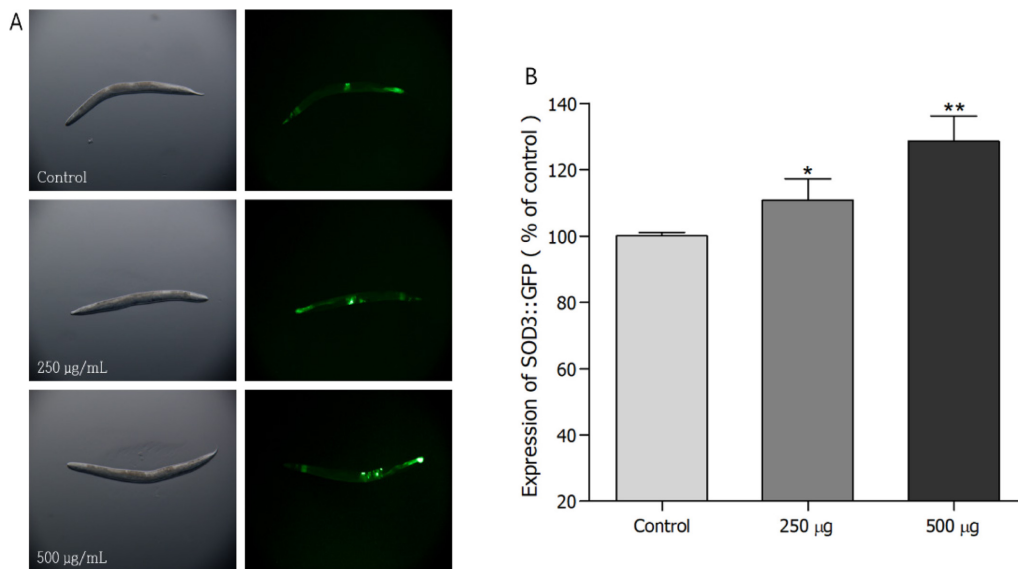 A
Control
250 µg/mL
500 µg/mL
B
Expression of SOD3::GFP ( % of control )
140
120
100
80
60
40
20
*
**
Control
250 µg
500 µg